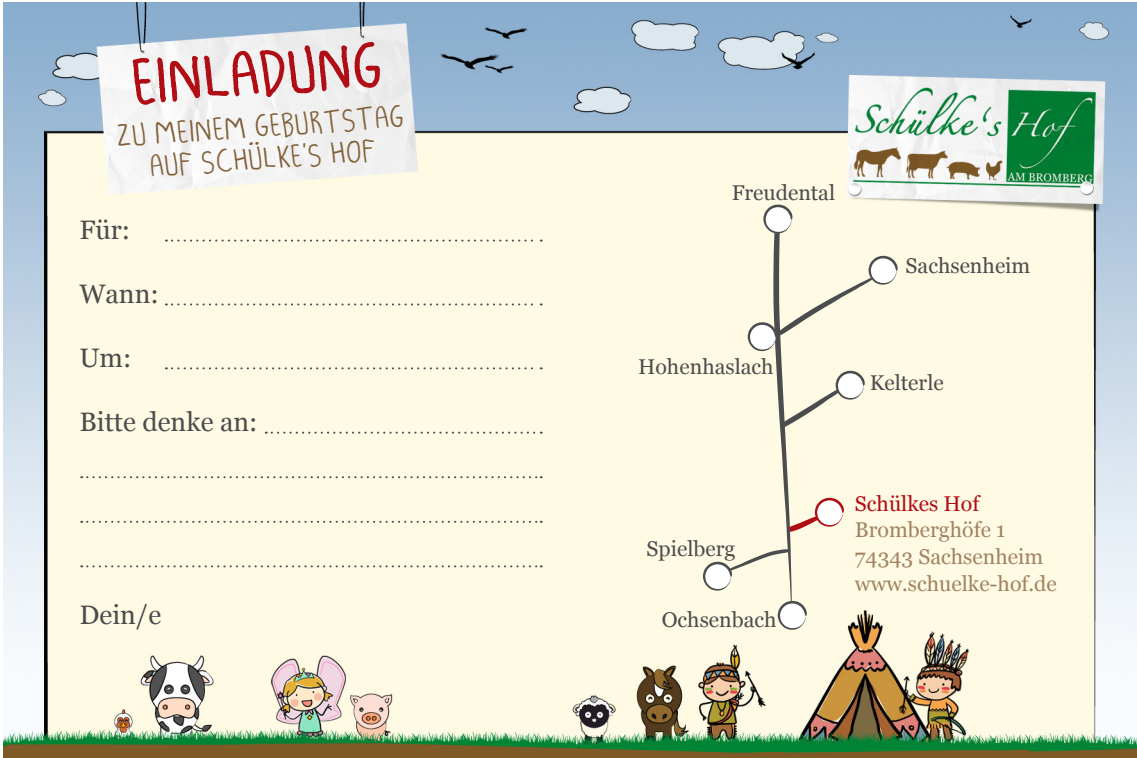 EINLADUNG
ZU MEINEM GEBURTSTAG
AUF SCHÜLKE'S HOF
Schülke's Hof
AM BROMBERG
Für:
Wann:
Um:
Bitte denke an:
Dein/e
Freudental
Sachsenheim
Hohenhaslach
Kelterle
Schülkes Hof
Bromberghöfe 1
74343 Sachsenheim
www.schuelke-hof.de
Spielberg
Ochsenbach